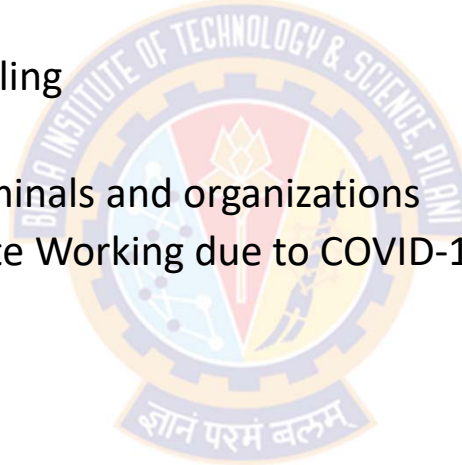 BIRLA INSTITUTE OF TECHNOLOGY & SCIENCE, PILANI
ling
minals and organizations
te Working due to COVID-1
ज्ञानं परमं बलम्